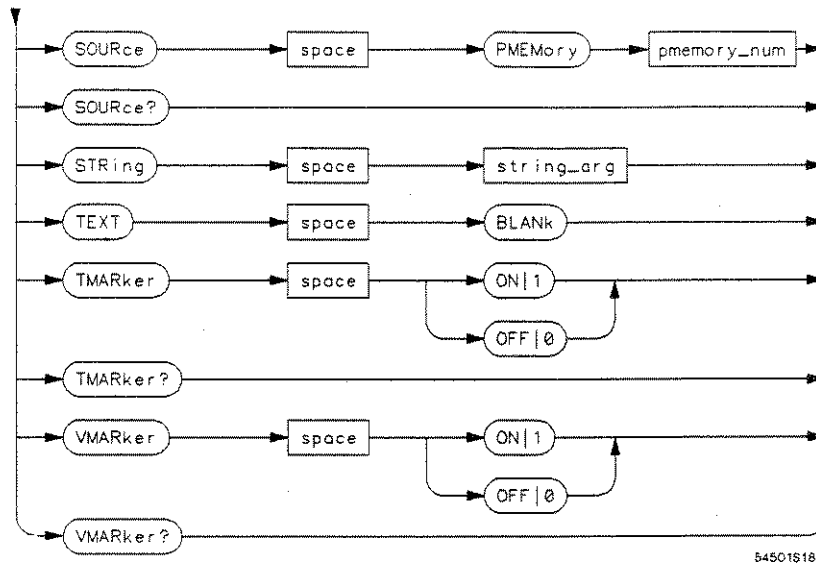 SOURce space PMEMory pmemory_num
SOURce?
STRing space string_arg
TEXT space BLANk
TMARker space ON|1
OFF|0
TMARker?
VMARker space ON|1
OFF|0
VMARker?
54501S18